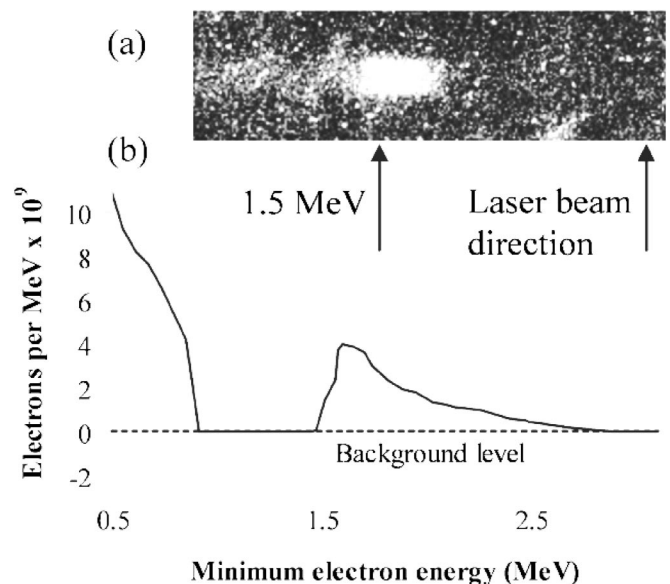 (a)
(b)
1.5 MeV
Laser beam
direction
Electrons per MeV x 10⁹
10
8
6
4
2
0
-2
Background level
0.5
1.5
2.5
Minimum electron energy (MeV)